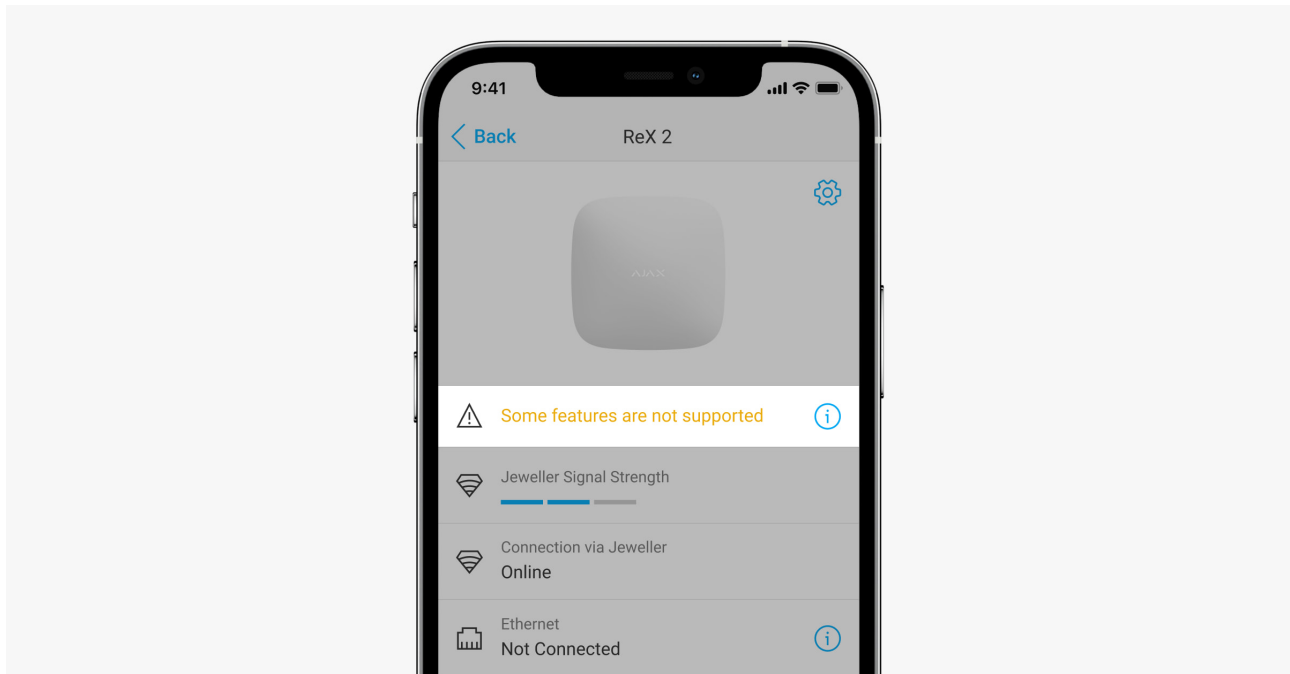 9:41
Back
ReX 2
AJAX
Some features are not supported
Jeweller Signal Strength
Connection via Jeweller
Online
Ethernet
Not Connected